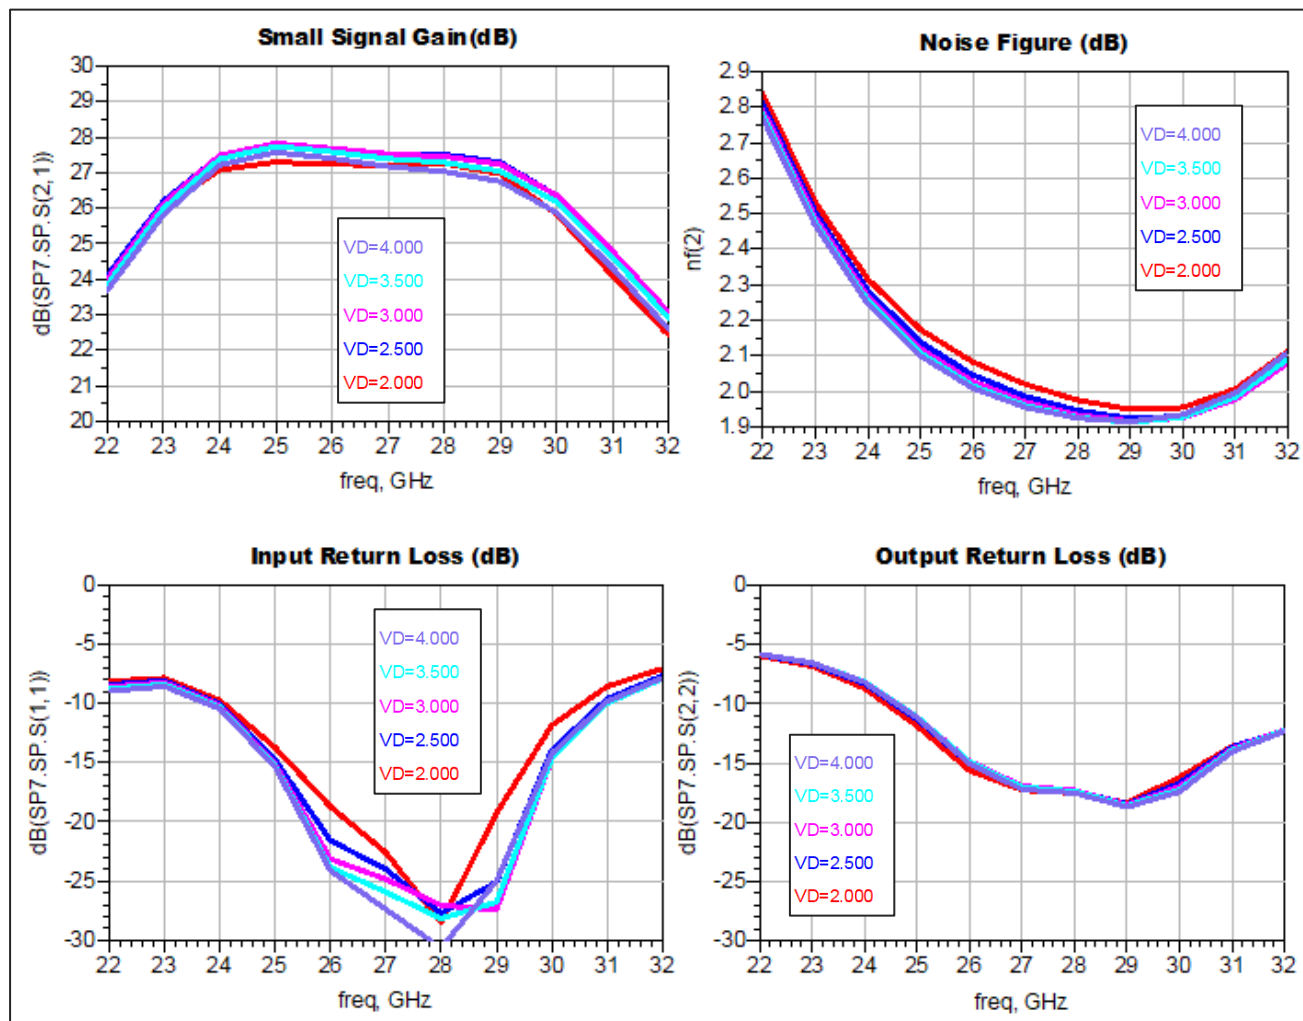 Small Signal Gain(dB)
dB(SP7.SP.S(2,1))
30
29
28
27
26
25
24
23
22
21
20
VD=4.000
VD=3.500
VD=3.000
VD=2.500
VD=2.000
22 23 24 25 26 27 28 29 30 31 32
freq, GHz
Noise Figure (dB)
nf(2)
2.9
2.8
2.7
2.6
2.5
2.4
2.3
2.2
2.1
2.0
1.9
VD=4.000
VD=3.500
VD=3.000
VD=2.500
VD=2.000
22 23 24 25 26 27 28 29 30 31 32
freq, GHz
Input Return Loss (dB)
dB(SP7.SP.S(1,1))
0
-5
-10
-15
-20
-25
-30
VD=4.000
VD=3.500
VD=3.000
VD=2.500
VD=2.000
22 23 24 25 26 27 28 29 30 31 32
freq, GHz
Output Return Loss (dB)
dB(SP7.SP.S(2,2))
0
-5
-10
-15
-20
-25
-30
VD=4.000
VD=3.500
VD=3.000
VD=2.500
VD=2.000
22 23 24 25 26 27 28 29 30 31 32
freq, GHz